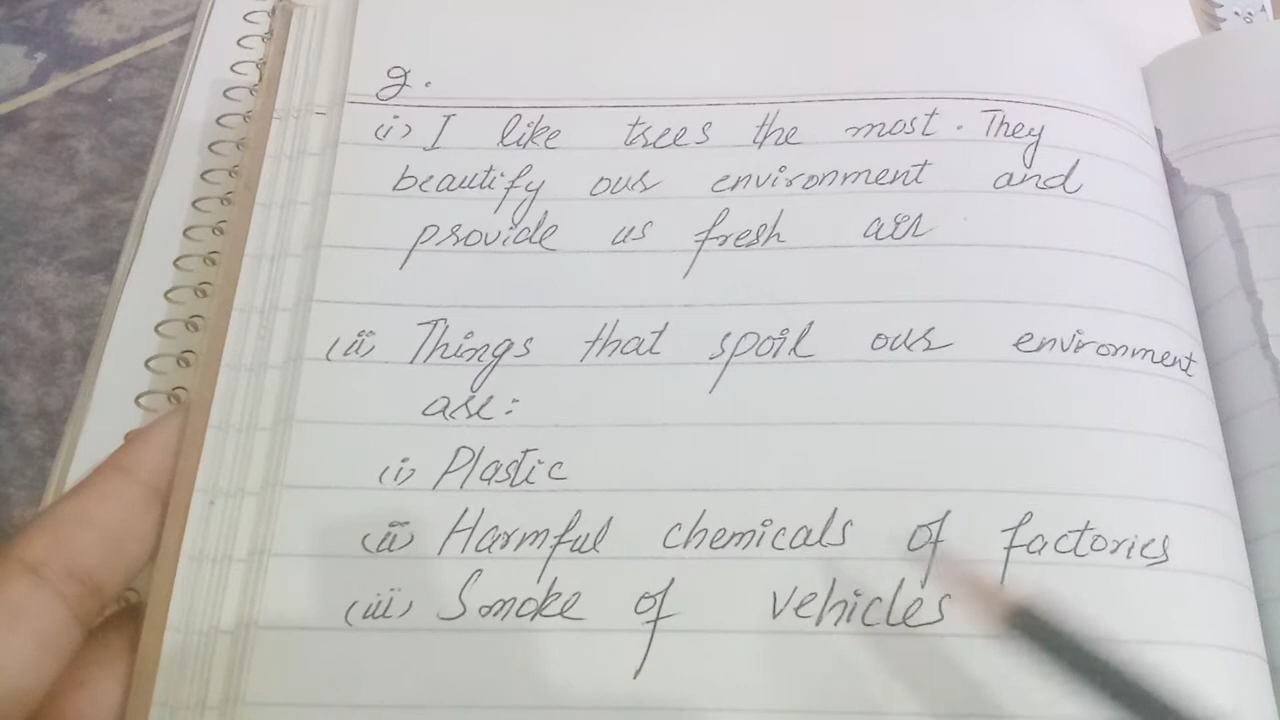 g.
(i) I like trees the most. They
beautify our environment and
provide us fresh air
(ii) Things that spoil our environment
are:
(i) Plastic
(ii) Harmful chemicals of factories
(iii) Smoke of vehicles